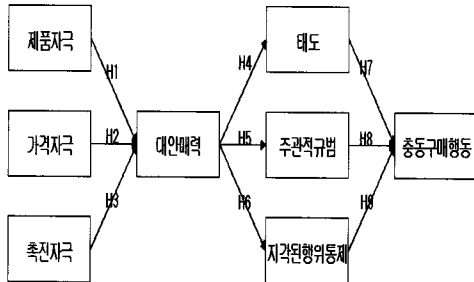 제품자극
태도
H1
H4
H7
가격자극
H2
대안매력
H5
주관적규범
H8
충동구매행동
H3
H6
H9
촉진자극
지각된행위통제